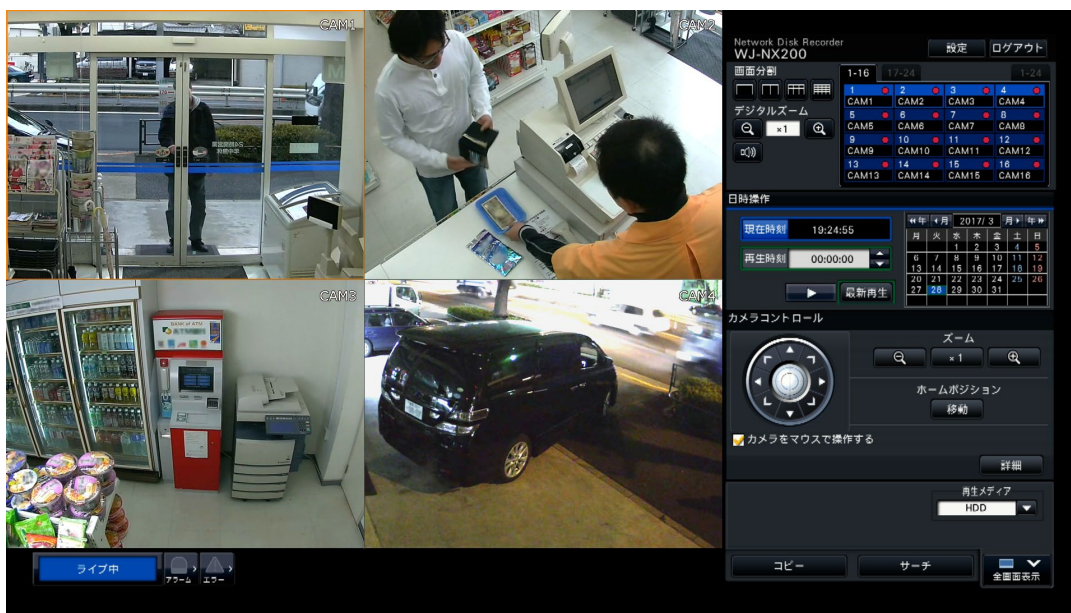 CAM1
CAM2
CAM3
BANK of ATM
CAM4
ライブ中
アラーム
エラー
Network Disk Recorder
WJ-NX200
設定
ログアウト
画面分割
1-16
17-24
1-24
デジタルズーム
×1
1 2 3 4
CAM1 CAM2 CAM3 CAM4
5 6 7 8
CAM5 CAM6 CAM7 CAM8
9 10 11 12
CAM9 CAM10 CAM11 CAM12
13 14 15 16
CAM13 CAM14 CAM15 CAM16
日時操作
現在時刻 19:24:55
再生時刻 00:00:00
最新再生
年 月 2017/ 3 月 年
月 火 水 木 金 土 日
1 2 3 4 5
6 7 8 9 10 11 12
13 14 15 16 17 18 19
20 21 22 23 24 25 26
27 28 29 30 31
カメラコントロール
ズーム
×1
ホームポジション
移動
カメラをマウスで操作する
詳細
再生メディア
HDD
コピー
サーチ
全画面表示